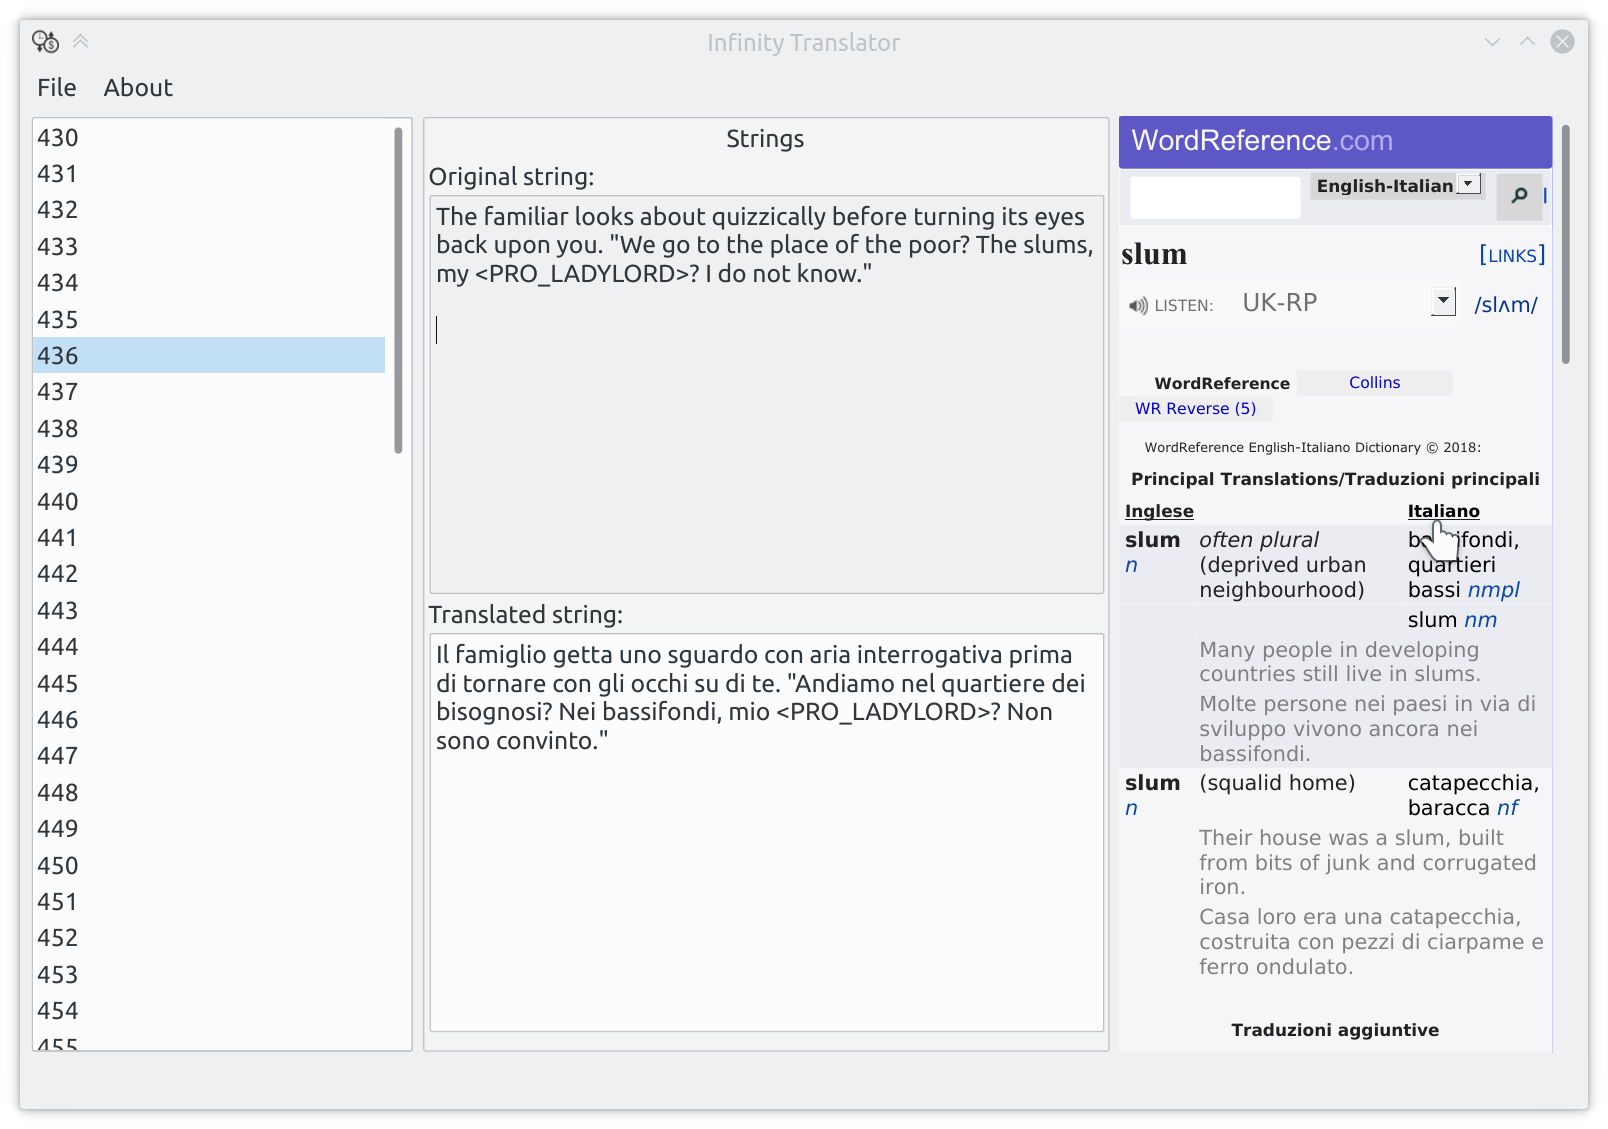 Infinity Translator
File About
430
431
432
433
434
435
436
437
438
439
440
441
442
443
444
445
446
447
448
449
450
451
452
453
454
455
Strings
Original string:
The familiar looks about quizzically before turning its eyes
back upon you. "We go to the place of the poor? The slums,
my <PRO_LADYLORD>? I do not know."
Translated string:
Il famiglio getta uno sguardo con aria interrogativa prima
di tornare con gli occhi su di te. "Andiamo nel quartiere dei
bisognosi? Nei bassifondi, mio <PRO_LADYLORD>? Non
sono convinto."
WordReference.com
English-Italian
slum [LINKS]
LISTEN: UK-RP /slʌm/
WordReference Collins
WR Reverse (5)
WordReference English-Italiano Dictionary © 2018:
Principal Translations/Traduzioni principali
Inglese Italiano
slum often plural
n (deprived urban quartieri
neighbourhood) bassi nmpl
slum nm
Many people in developing
countries still live in slums.
Molte persone nei paesi in via di
sviluppo vivono ancora nei
bassifondi.
slum (squalid home) catapecchia,
n baracca nf
Their house was a slum, built
from bits of junk and corrugated
iron.
Casa loro era una catapecchia,
costruita con pezzi di ciarpame e
ferro ondulato.
Traduzioni aggiuntive